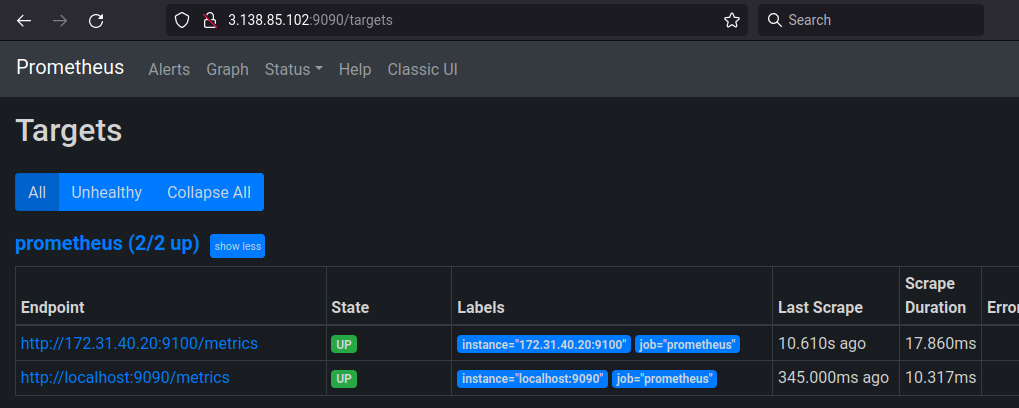 3.138.85.102:9090/targets
Search
Prometheus Alerts Graph Status Help Classic UI
Targets
All Unhealthy Collapse All
prometheus (2/2 up) show less
Endpoint State Labels Last Scrape Scrape Duration
http://172.31.40.20:9100/metrics UP instance="172.31.40.20:9100" job="prometheus" 10.610s ago 17.860ms
http://localhost:9090/metrics UP instance="localhost:9090" job="prometheus" 345.000ms ago 10.317ms